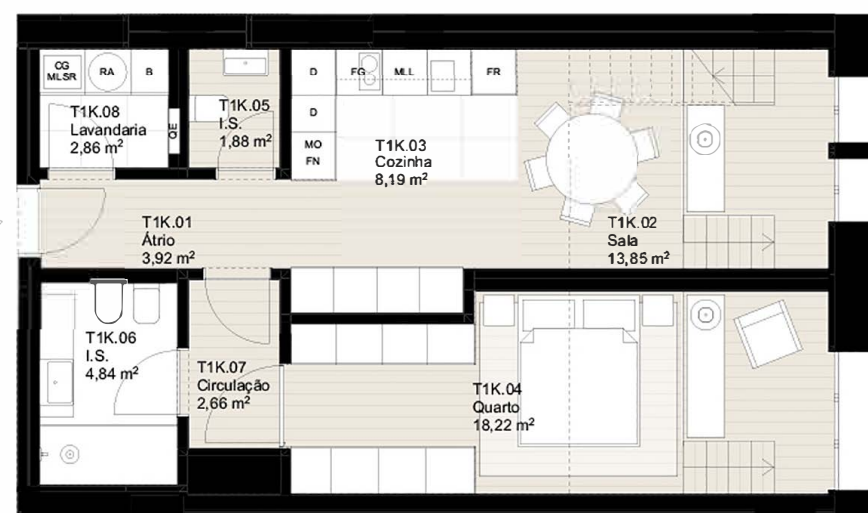 CG
MLSR
RA
B
T1K.08
Lavandaria
2,86 m²
QE
T1K.05
I.S.
1,88 m²
D
FG
MLL
FR
D
MO
FN
T1K.03
Cozinha
8,19 m²
T1K.01
Átrio
3,92 m²
T1K.02
Sala
13,85 m²
T1K.06
I.S.
4,84 m²
T1K.07
Circulação
2,66 m²
T1K.04
Quarto
18,22 m²